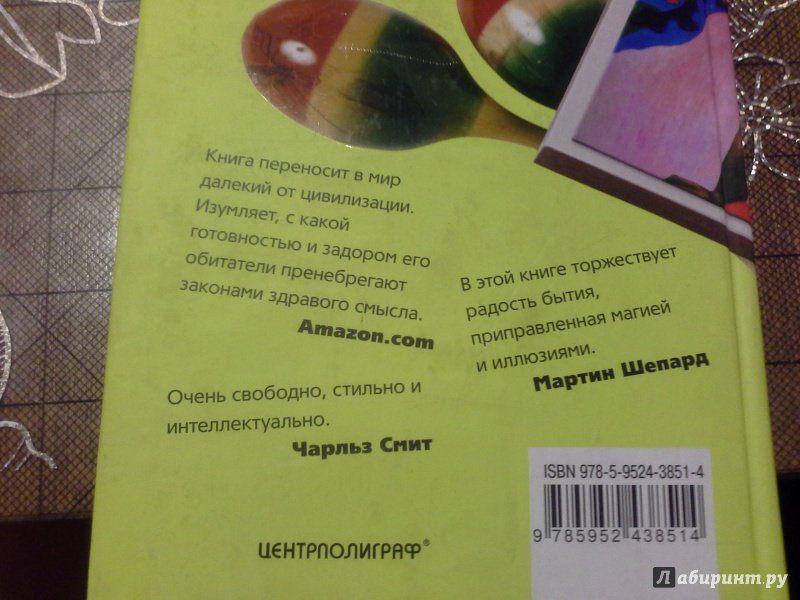 Книга переносит в мир
далекий от цивилизации.
Изумляет, с какой
готовностью и задором его
обитатели пренебрегают
законами здравого смысла.
Amazon.com
В этой книге торжествует
радость бытия,
приправленная магией
и иллюзиями.
Мартин Шепард
Очень свободно, стильно и
интеллектуально.
Чарльз Смит
ЦЕНТРПОЛИГРАФ®
ISBN 978-5-9524-3851-4
9 785952 438514
Лабиринт.ру